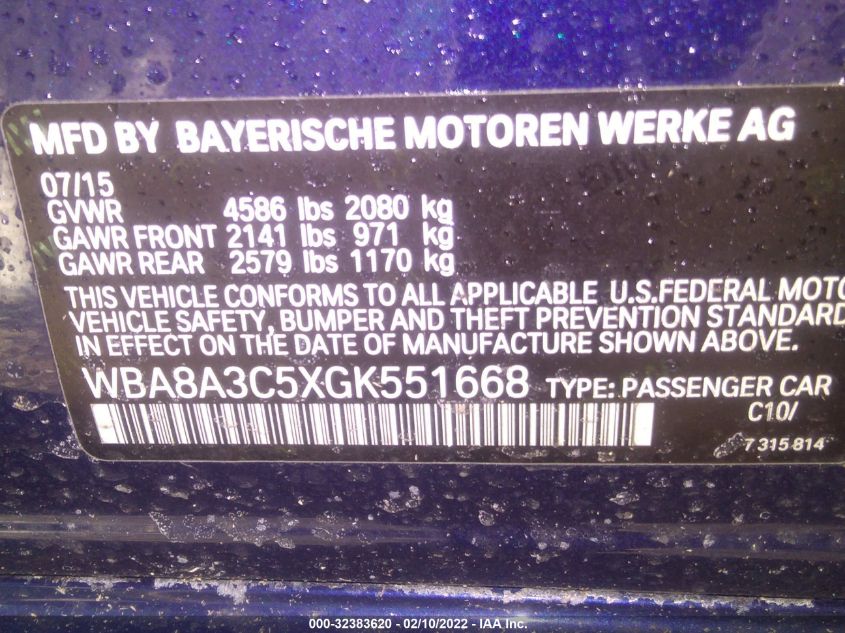 MFD BY BAYERISCHE MOTOREN WERKE AG
07/15
GVWR 4586 lbs 2080 kg
GAWR FRONT 2141 lbs 971 kg
GAWR REAR 2579 lbs 1170 kg
THIS VEHICLE CONFORMS TO ALL APPLICABLE U.S.FEDERAL MOTO
VEHICLE SAFETY, BUMPER AND THEFT PREVENTION STANDARD
IN EFFECT ON THE DATE OF MANUFACTURE SHOWN ABOVE.
WBA8A3C5XGK551668 TYPE: PASSENGER CAR
C10/
7 315 814
000-32383620 - 02/10/2022 - IAA Inc.